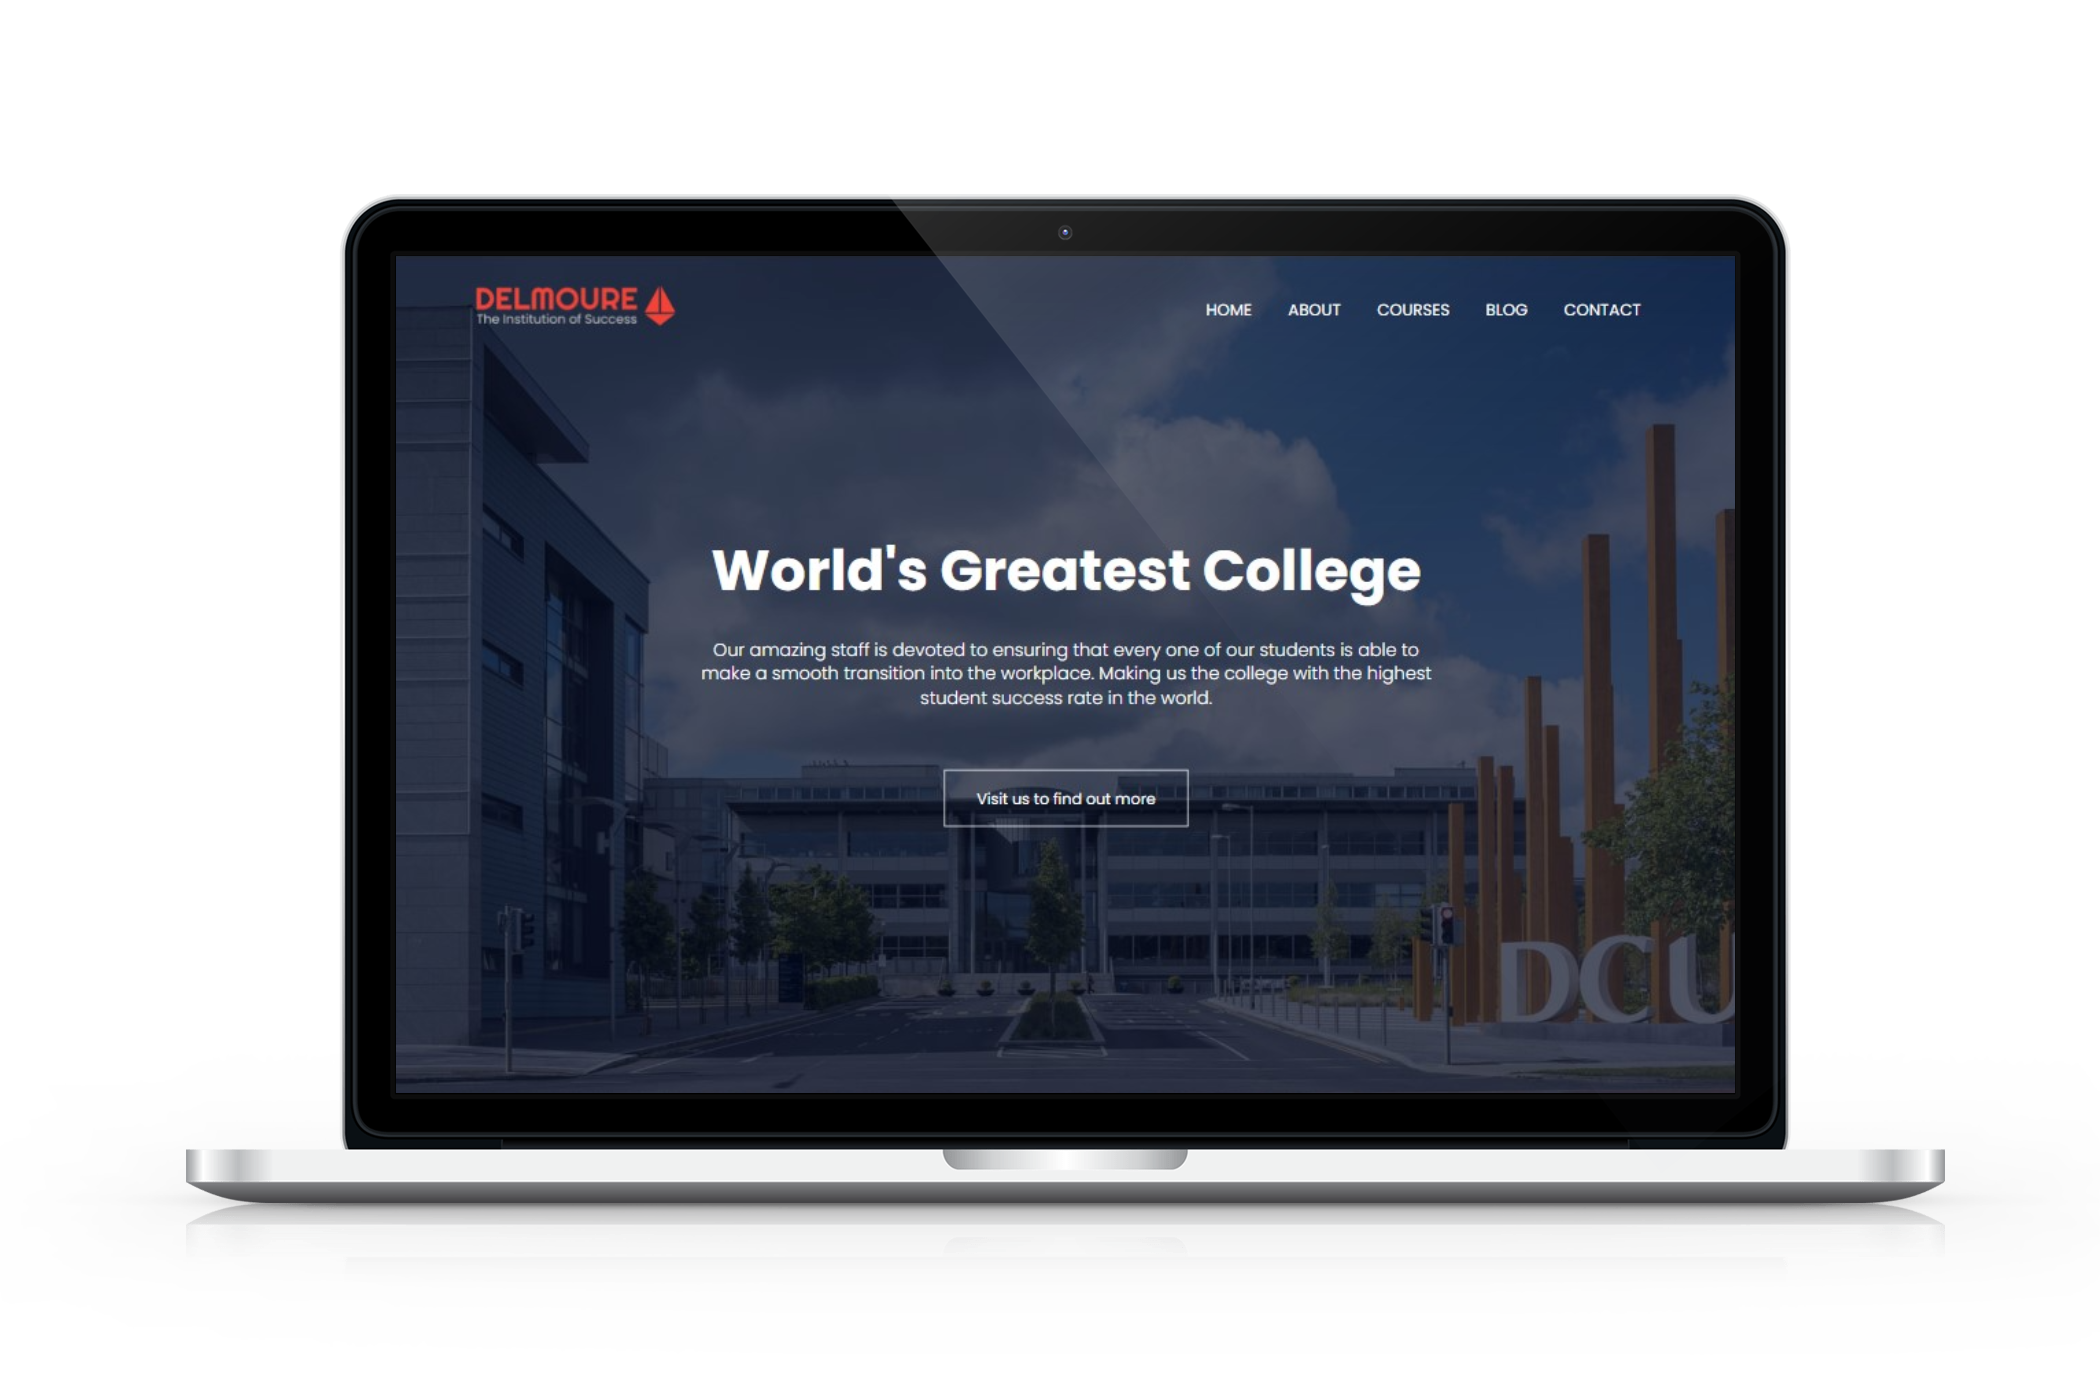 DELMOURE
The Institution of Success
HOME ABOUT COURSES BLOG CONTACT
World's Greatest College
Our amazing staff is devoted to ensuring that every one of our students is able to
make a smooth transition into the workplace. Making us the college with the highest
student success rate in the world.
Visit us to find out more
DCU